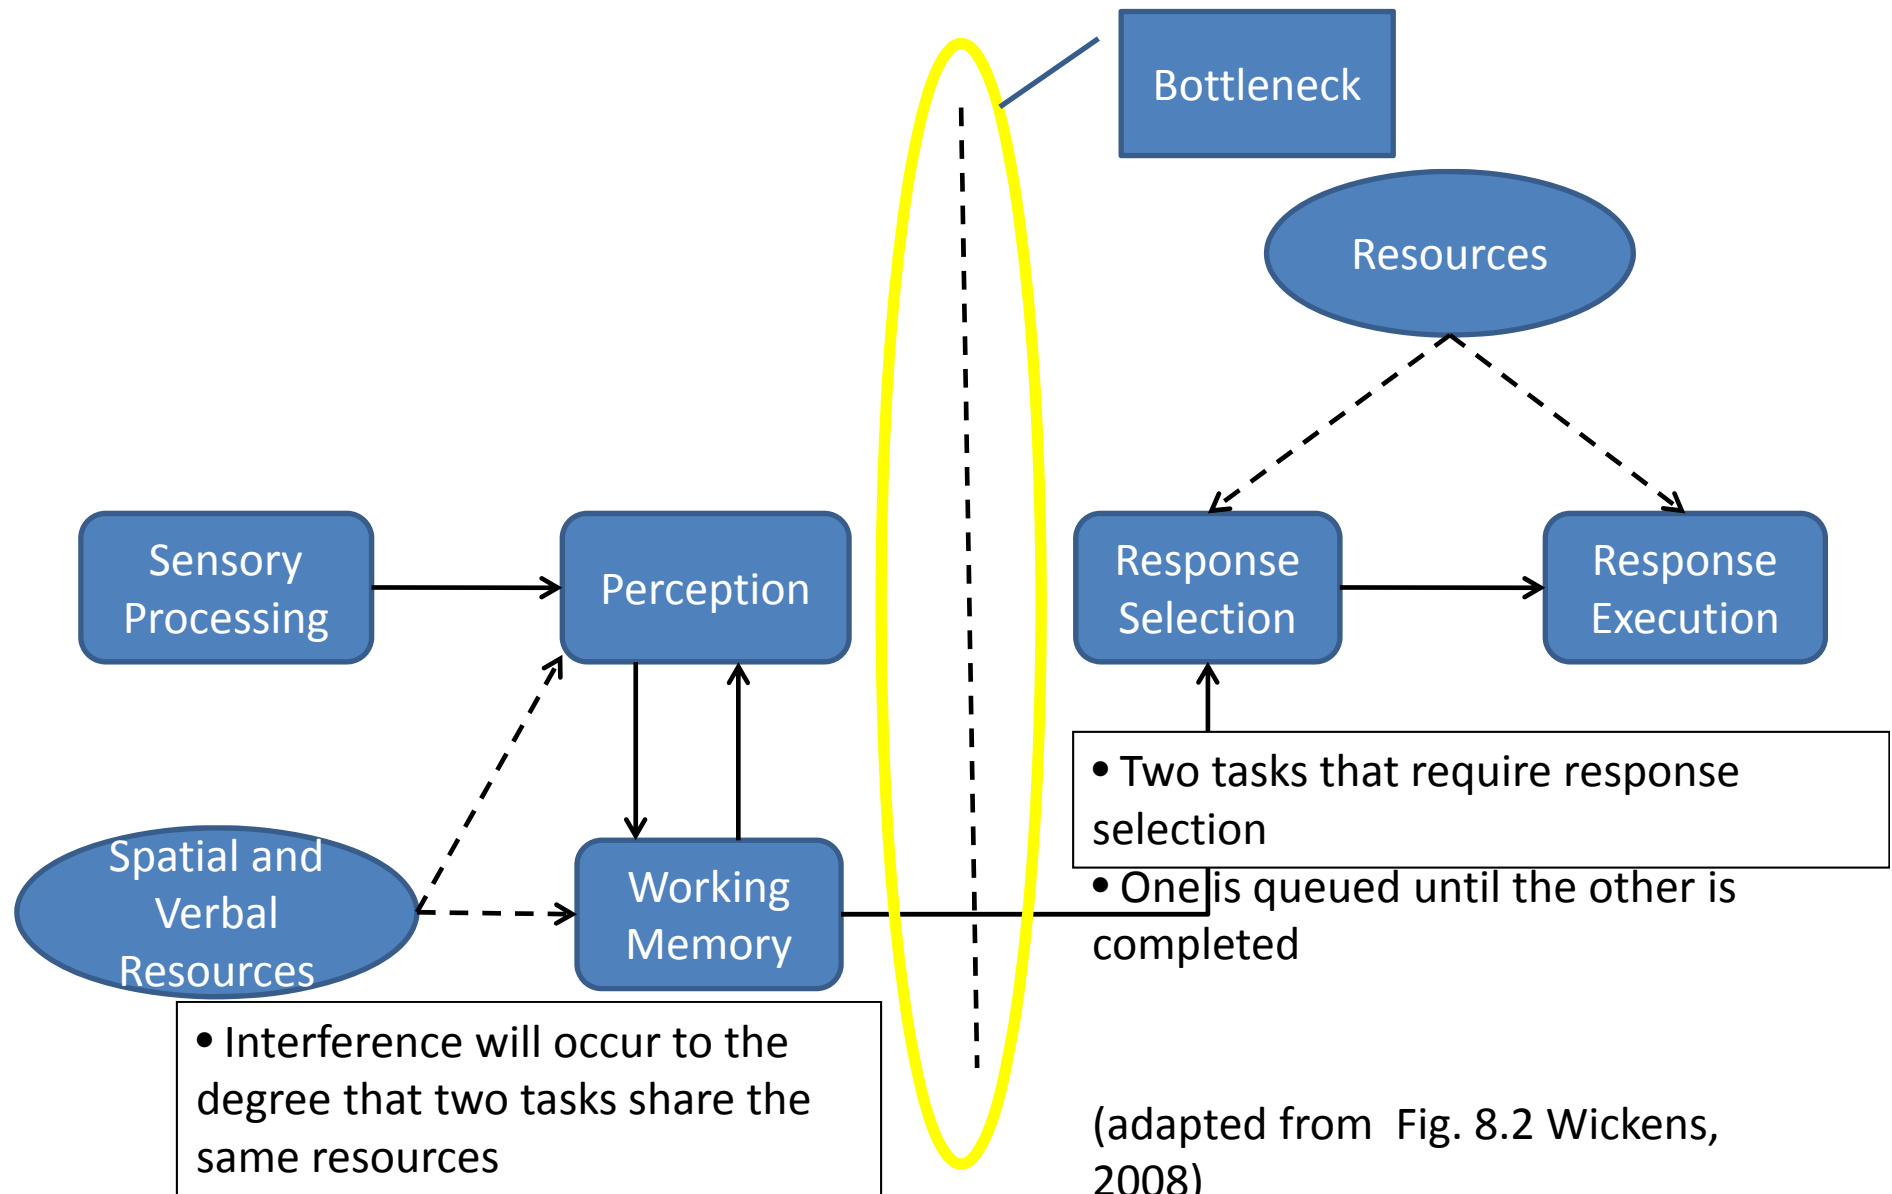 Bottleneck
Resources
Sensory
Processing
Perception
Response
Selection
Response
Execution
Spatial and
Verbal
Resources
Working
Memory
• Two tasks that require response
selection
• One is queued until the other is
completed
• Interference will occur to the
degree that two tasks share the
same resources
(adapted from Fig. 8.2 Wickens,
2008)